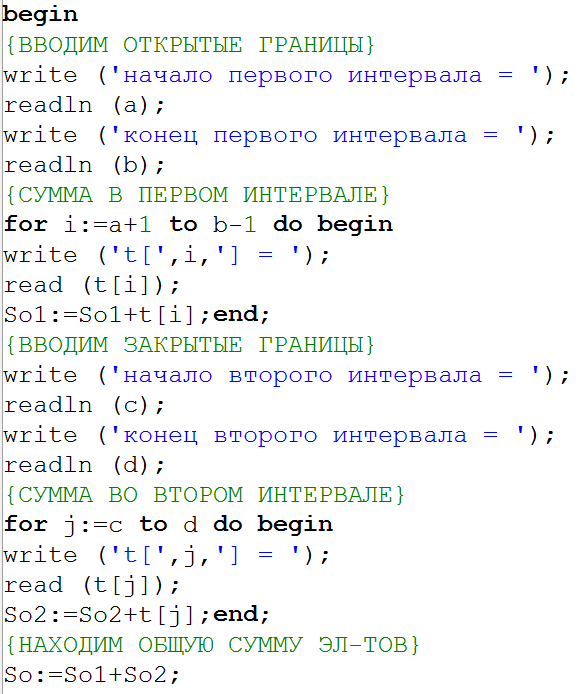 begin
{ВВОДИМ ОТКРЫТЫЕ ГРАНИЦЫ}
write ('начало первого интервала = ');
readln (a);
write ('конец первого интервала = ');
readln (b);
{СУММА В ПЕРВОМ ИНТЕРВАЛЕ}
for i:=a+1 to b-1 do begin
write ('t[',i,'] = ');
read (t[i]);
So1:=So1+t[i];end;
{ВВОДИМ ЗАКРЫТЫЕ ГРАНИЦЫ}
write ('начало второго интервала = ');
readln (c);
write ('конец второго интервала = ');
readln (d);
{СУММА ВО ВТОРОМ ИНТЕРВАЛЕ}
for j:=c to d do begin
write ('t[',j,'] = ');
read (t[j]);
So2:=So2+t[j];end;
{НАХОДИМ ОБЩУЮ СУММУ ЭЛ-ТОВ}
So:=So1+So2;